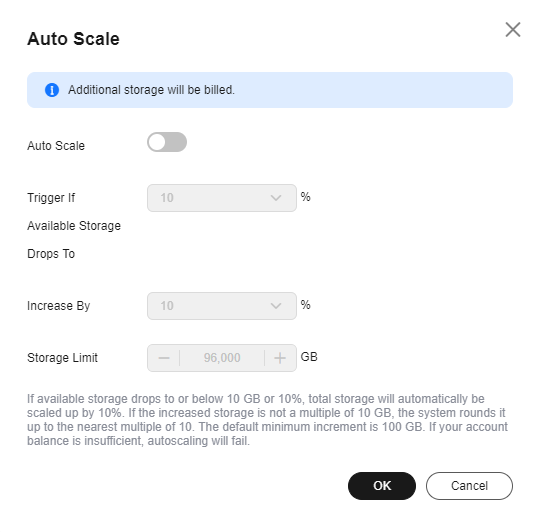 Auto Scale
Additional storage will be billed.
Auto Scale
Trigger If
Available Storage
Drops To
10
%
Increase By
10
%
Storage Limit
96,000
GB
If available storage drops to or below 10 GB or 10%, total storage will automatically be
scaled up by 10%. If the increased storage is not a multiple of 10 GB, the system rounds it
up to the nearest multiple of 10. The default minimum increment is 100 GB. If your account
balance is insufficient, autoscaling will fail.
OK
Cancel